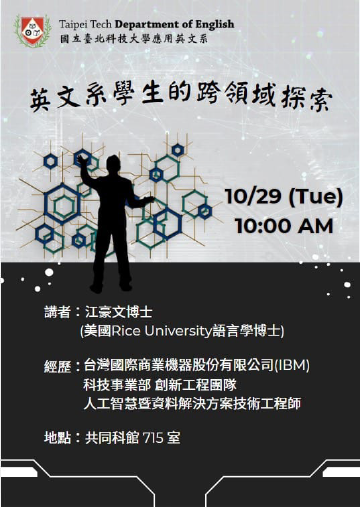 Taipei Tech Department of English
國立臺北科技大學應用英文系
英文系學生的跨領域探索
10/29 (Tue)
10:00 AM
講者：江豪文博士
(美國Rice University語言學博士)
經歷：台灣國際商業機器股份有限公司(IBM)
科技事業部 創新工程團隊
人工智慧暨資料解決方案技術工程師
地點：共同科館 715 室